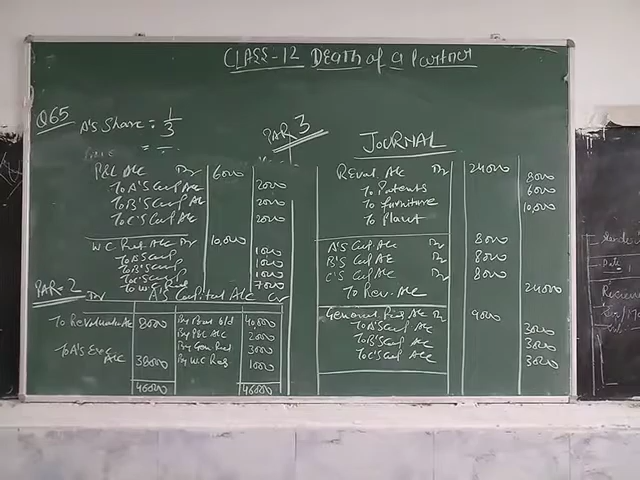 CLASS-12 Death of a Partner
Q65
A's Share = 1/3
PAR 3
P&L A/c Dr 6000
To A's Cap A/c 2000
To B's Cap A/c 2000
To C's Cap A/c 2000
W.C. Res A/c Dr 10,000
To A's Cap 1000
To B's Cap 1000
To C's Cap 1000
To W.C. 7000
PAR-2
Dr A's Capital A/c Cr
To Revaluation A/c 8000 By Bal b/d 40,000
By P&L A/c 2000
To A's Exe A/c 38000 By Gen. Res 3000
By W.C Res 1000
46000 46000
JOURNAL
Reval A/c Dr 24000
To Patents 8000
To furniture 6000
To Plant 10,000
A's Cap A/c Dr 8000
B's Cap A/c Dr 8000
C's Cap A/c Dr 8000
To Rev. A/c 24000
General Res A/c Dr 9000
To A's Cap A/c 3000
To B's Cap A/c 3000
To C's Cap A/c 3000